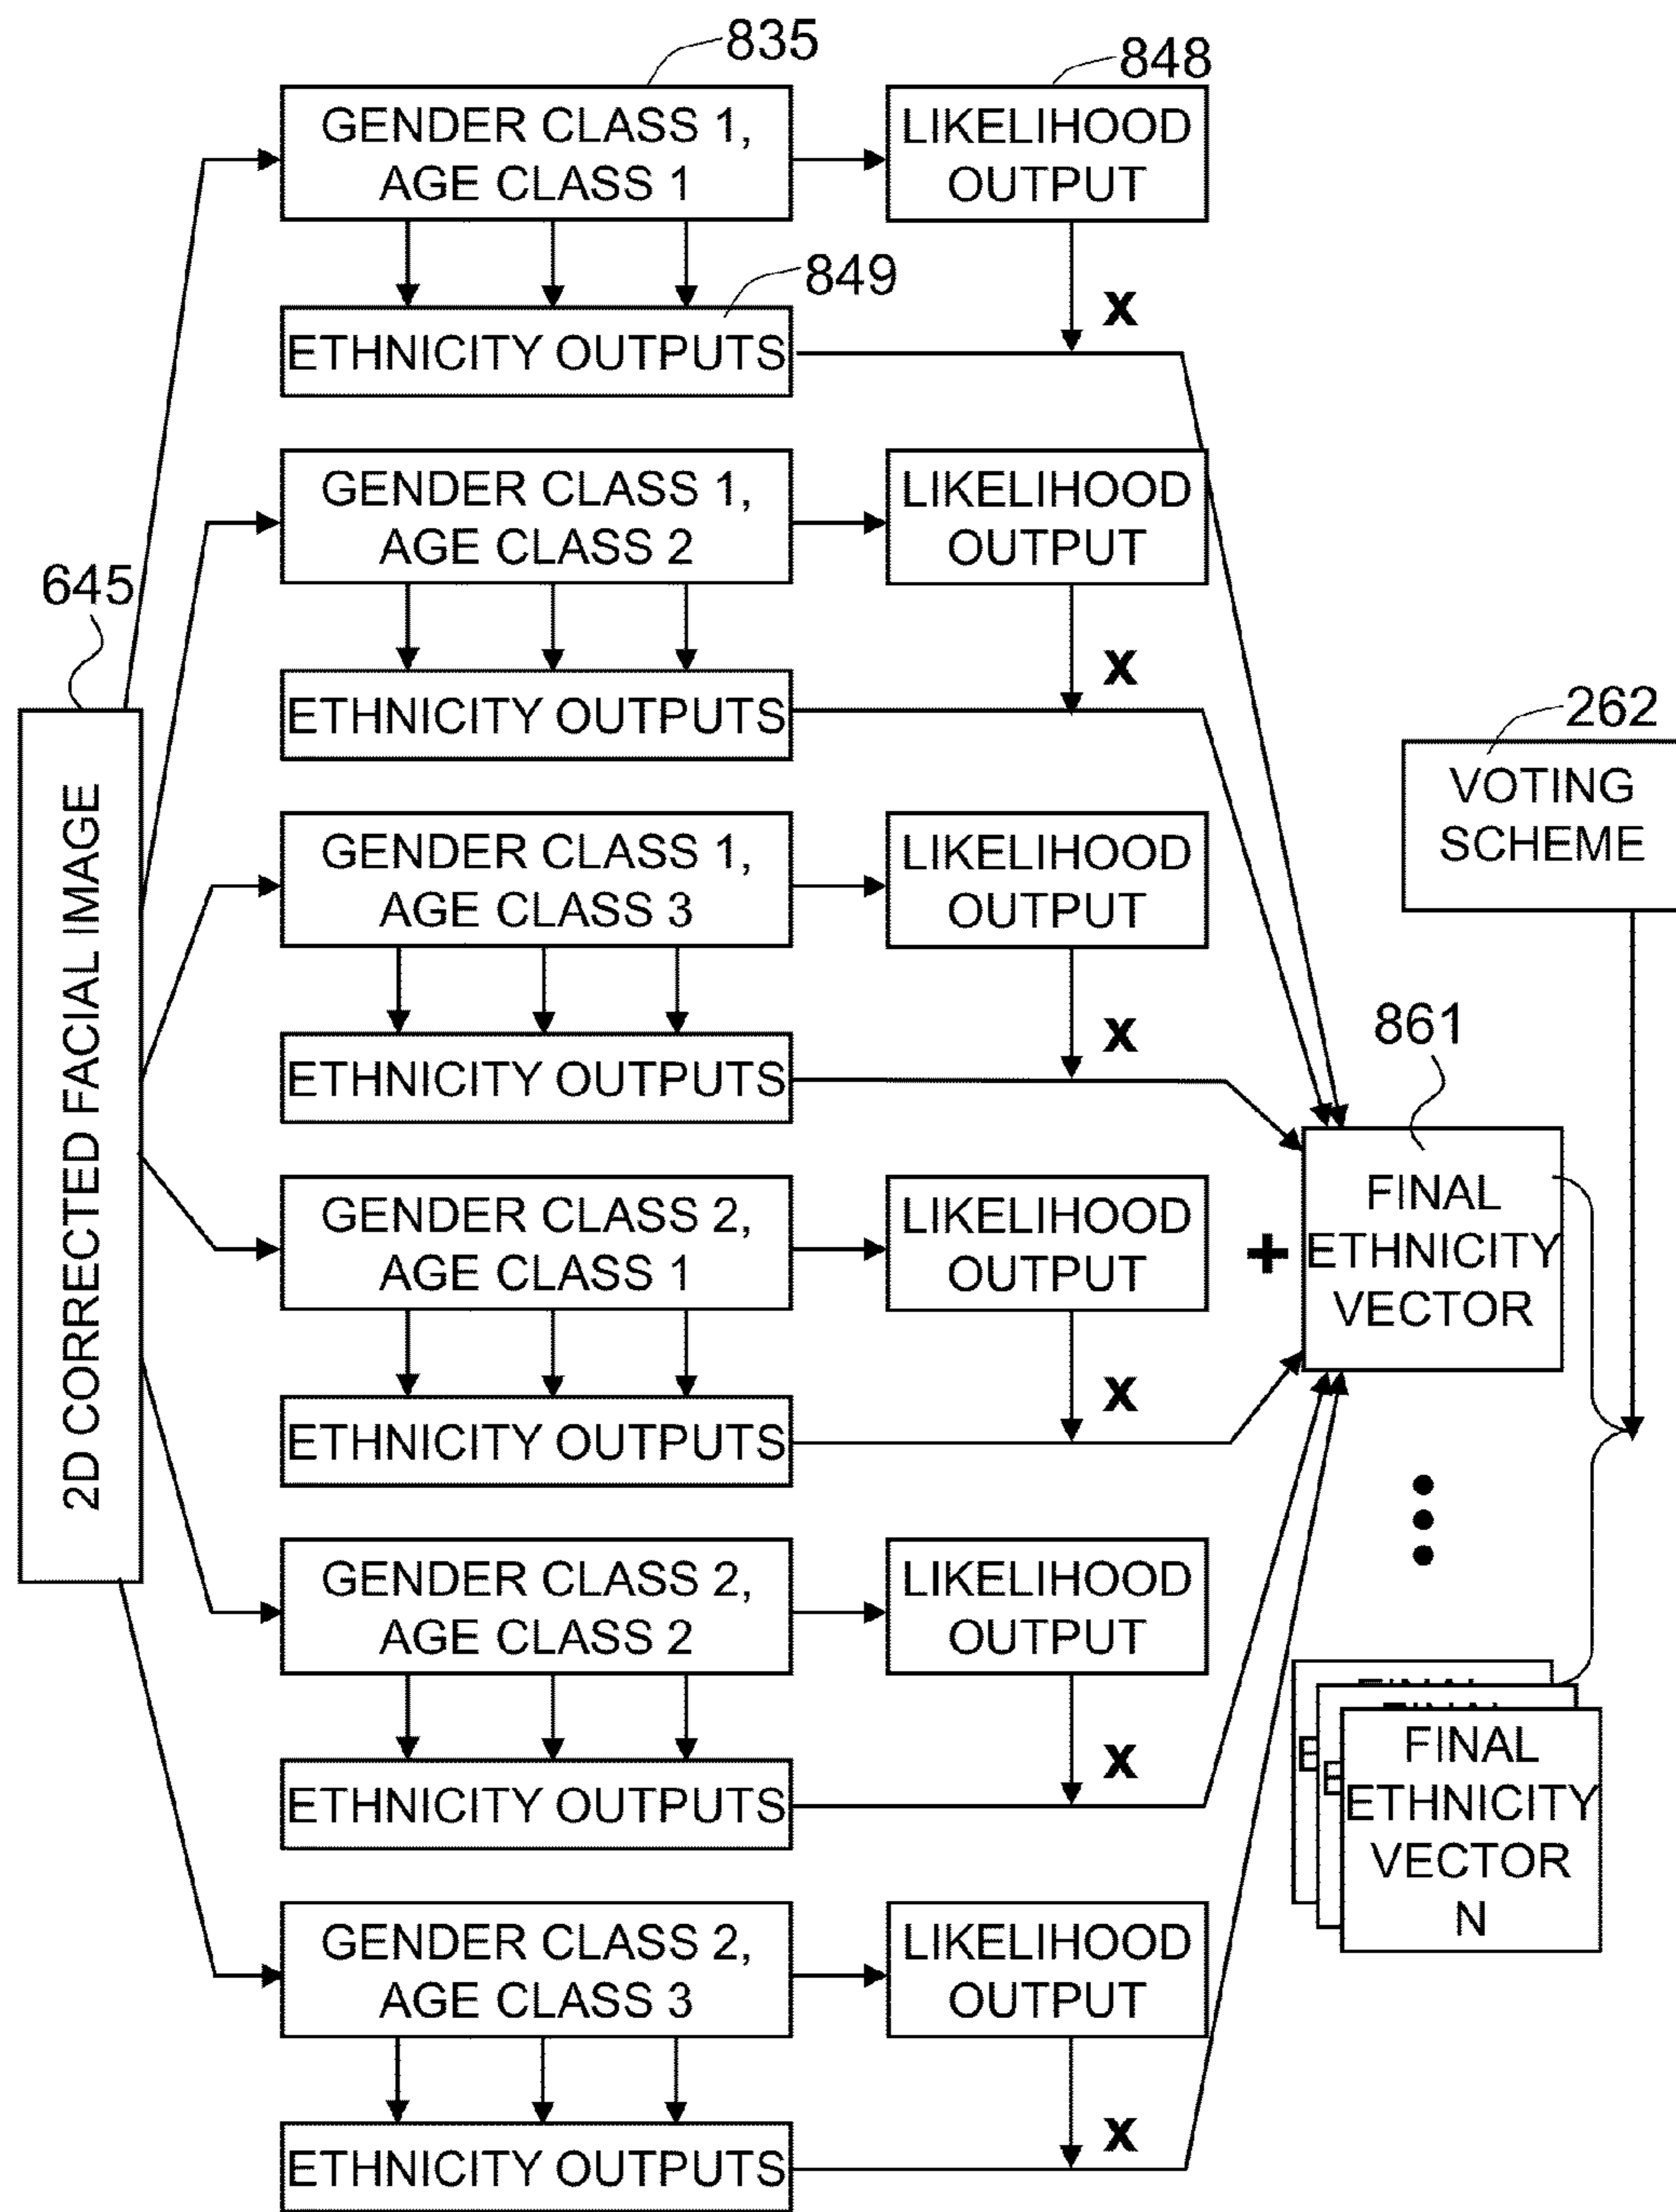 835
848
GENDER CLASS 1,
AGE CLASS 1
LIKELIHOOD
OUTPUT
849
X
ETHNICITY OUTPUTS
GENDER CLASS 1,
AGE CLASS 2
LIKELIHOOD
OUTPUT
645
X
ETHNICITY OUTPUTS
262
VOTING
SCHEME
2D CORRECTED FACIAL IMAGE
GENDER CLASS 1,
AGE CLASS 3
LIKELIHOOD
OUTPUT
861
X
ETHNICITY OUTPUTS
GENDER CLASS 2,
AGE CLASS 1
LIKELIHOOD
OUTPUT
+
FINAL
ETHNICITY
VECTOR
X
ETHNICITY OUTPUTS
GENDER CLASS 2,
AGE CLASS 2
LIKELIHOOD
OUTPUT
X
ETHNICITY OUTPUTS
FINAL
ETHNICITY
VECTOR
N
GENDER CLASS 2,
AGE CLASS 3
LIKELIHOOD
OUTPUT
X
ETHNICITY OUTPUTS